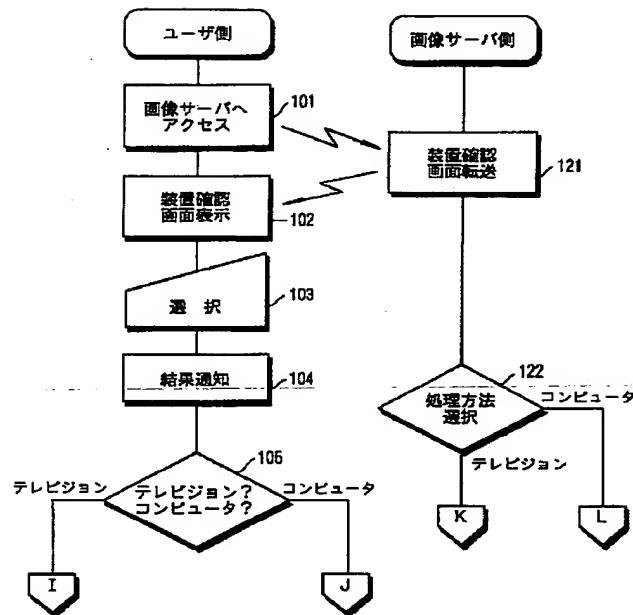 ユーザ側
画像サーバ側
画像サーバへ
アクセス
101
装置確認
画面転送
121
装置確認
画面表示
102
選 択
103
結果通知
104
処理方法
選択
122
コンピュータ
テレビジョン
テレビジョン?
コンピュータ?
105
テレビジョン
コンピュータ
I
J
K
L